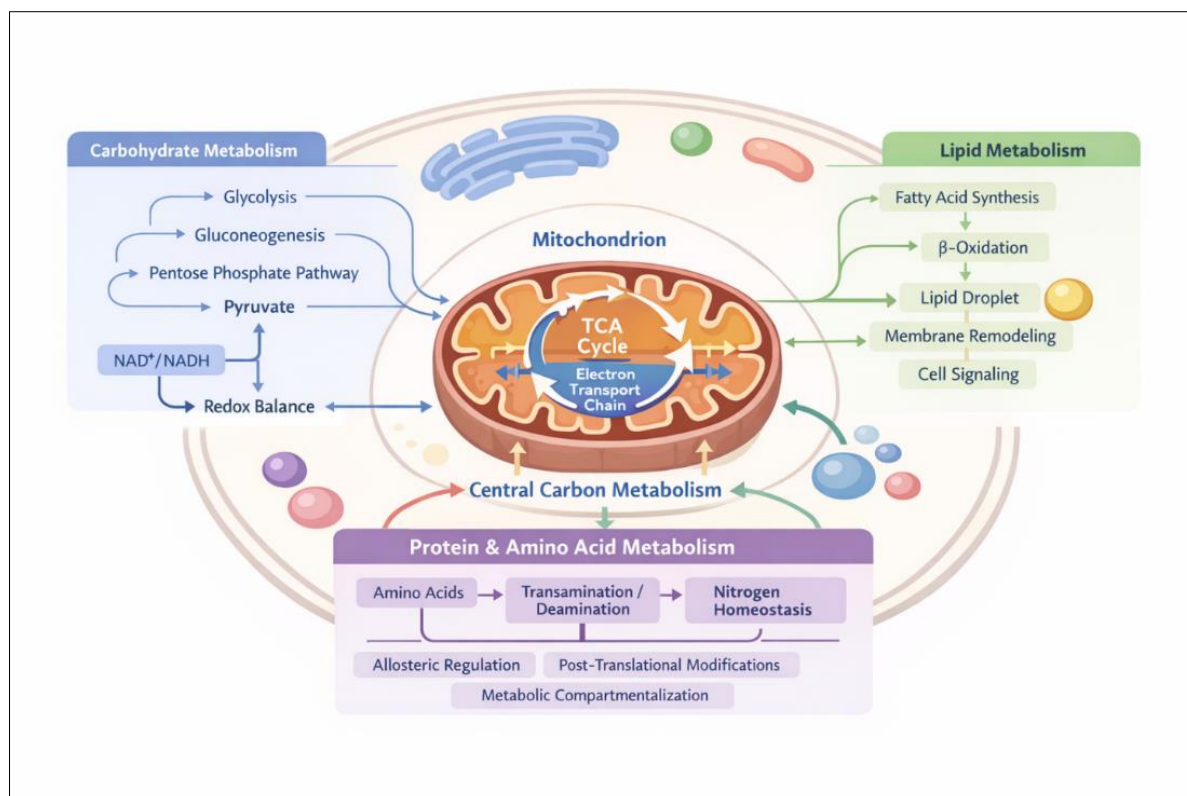 Carbohydrate Metabolism
Glycolysis
Gluconeogenesis
Pentose Phosphate Pathway
Pyruvate
NAD⁺/NADH
Redox Balance
Mitochondrion
TCA
Cycle
Electron
Transport
Chain
Central Carbon Metabolism
Lipid Metabolism
Fatty Acid Synthesis
β-Oxidation
Lipid Droplet
Membrane Remodeling
Cell Signaling
Protein & Amino Acid Metabolism
Amino Acids
Transamination /
Deamination
Nitrogen
Homeostasis
Allosteric Regulation
Post-Translational Modifications
Metabolic Compartmentalization